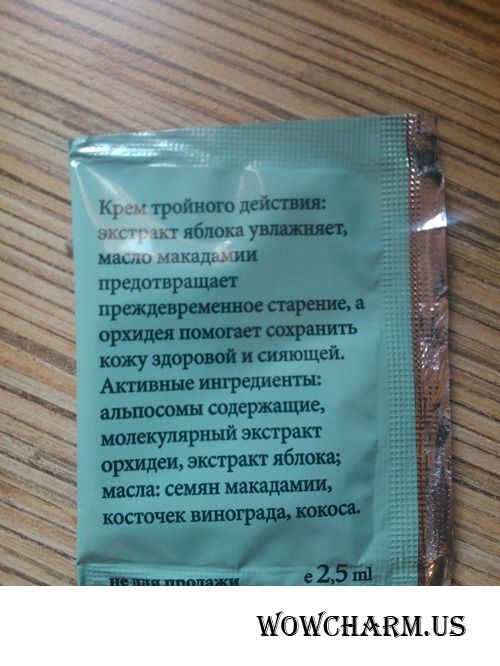 Крем тройного действия:
экстракт яблока увлажняет,
масло макадамии
предотвращает
преждевременное старение, а
орхидея помогает сохранить
кожу здоровой и сияющей.
Активные ингредиенты:
альпосомы содержащие,
молекулярный экстракт
орхидеи, экстракт яблока;
масла: семян макадамии,
косточек винограда, кокоса.
не для продажи e 2,5 ml
WOWCHARM.US